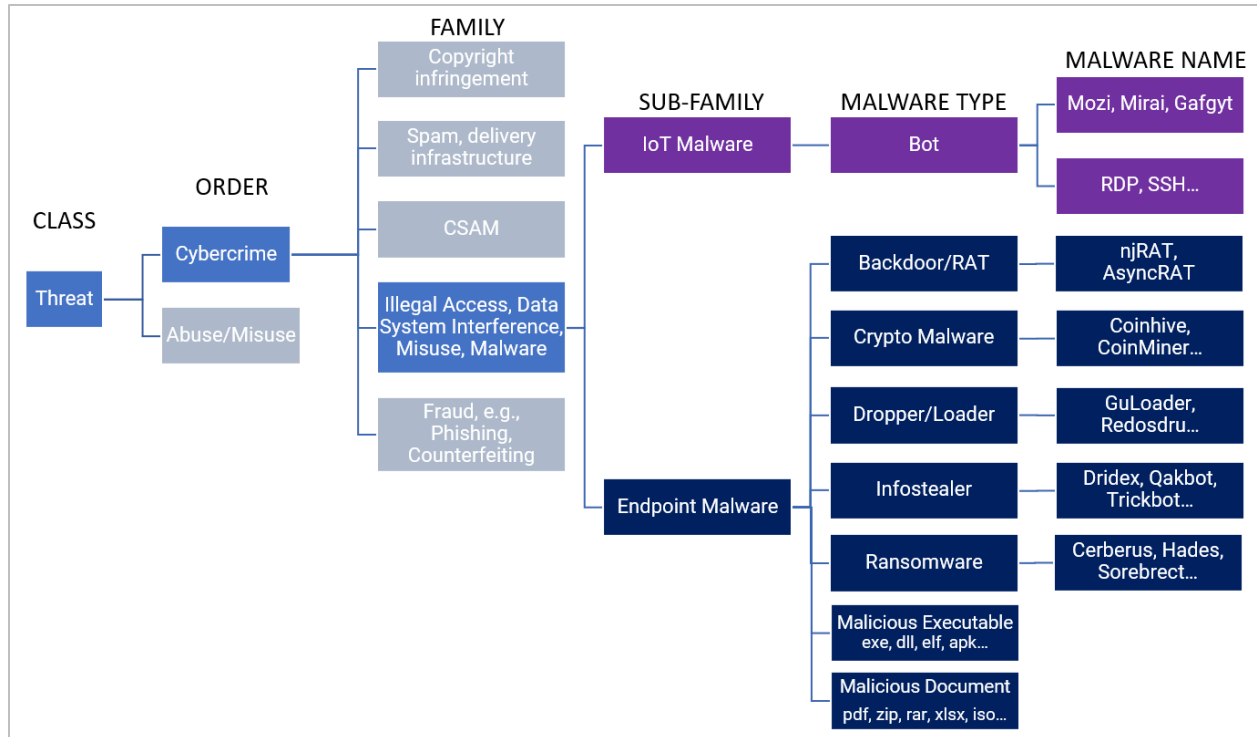 FAMILY
Copyright
infringement
MALWARE NAME
SUB-FAMILY
MALWARE TYPE
Mozi, Mirai, Gafgyt
Spam, delivery
infrastructure
IoT Malware
Bot
ORDER
RDP, SSH…
CLASS
CSAM
Cybercrime
Backdoor/RAT
njRAT,
AsyncRAT
Threat
Abuse/Misuse
Illegal Access, Data
System Interference,
Misuse, Malware
Crypto Malware
Coinhive,
CoinMiner…
Fraud, e.g.,
Phishing,
Counterfeiting
Dropper/Loader
GuLoader,
Redosdru…
Endpoint Malware
Infostealer
Dridex, Qakbot,
Trickbot…
Ransomware
Cerberus, Hades,
Sorebrect…
Malicious Executable
exe, dll, elf, apk…
Malicious Document
pdf, zip, rar, xlsx, iso…